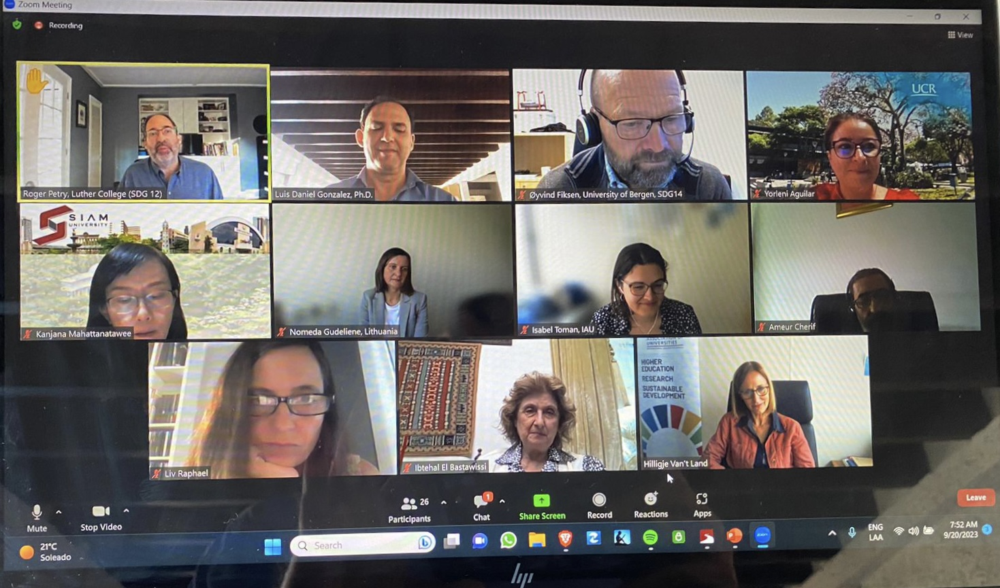 Zoom Meeting
Recording
View
UCR
Roger Petry, Luther College (SDG 12)
Luis Daniel Gonzalez, Ph.D.
Øyvind Fiksen, University of Bergen, SDG14
Yorleni Aguilar
SIAM
UNIVERSITY
Kanjana Mahattanatawee
Nomeda Gudeliene, Lithuania
Isabel Toman, IAU
Ameur Cherif
UNIVERSITIES
HIGHER
EDUCATION
RESEARCH
SUSTAINABLE
DEVELOPMENT
Liv Raphael
Ibtehal El Bastawissi
Hilligje Van't Land
Mute
Stop Video
26
Participants
1
Chat
Share Screen
Record
Reactions
Apps
Leave
21°C
Soleado
Search
ENG
LAA
7:52 AM
9/20/2023
3
hp